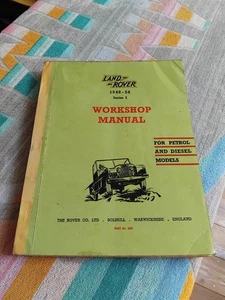 LAND
ROVER
1948-58
Series I
WORKSHOP
MANUAL
FOR PETROL
AND DIESEL
MODELS
THE ROVER CO. LTD . SOLIHULL . WARWICKSHIRE . ENGLAND